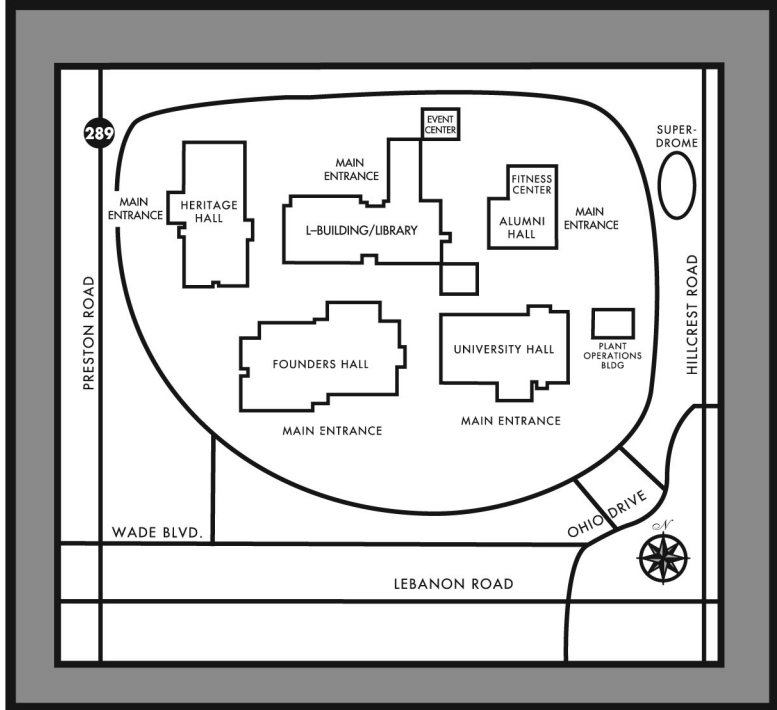 EVENT
CENTER
289
SUPER-
DROME
MAIN
ENTRANCE
FITNESS
CENTER
MAIN
ENTRANCE
HERITAGE
HALL
L–BUILDING/LIBRARY
ALUMNI
HALL
MAIN
ENTRANCE
PRESTON ROAD
HILLCREST ROAD
FOUNDERS HALL
UNIVERSITY HALL
PLANT
OPERATIONS
BLDG
MAIN ENTRANCE
MAIN ENTRANCE
WADE BLVD.
OHIO DRIVE
N
LEBANON ROAD